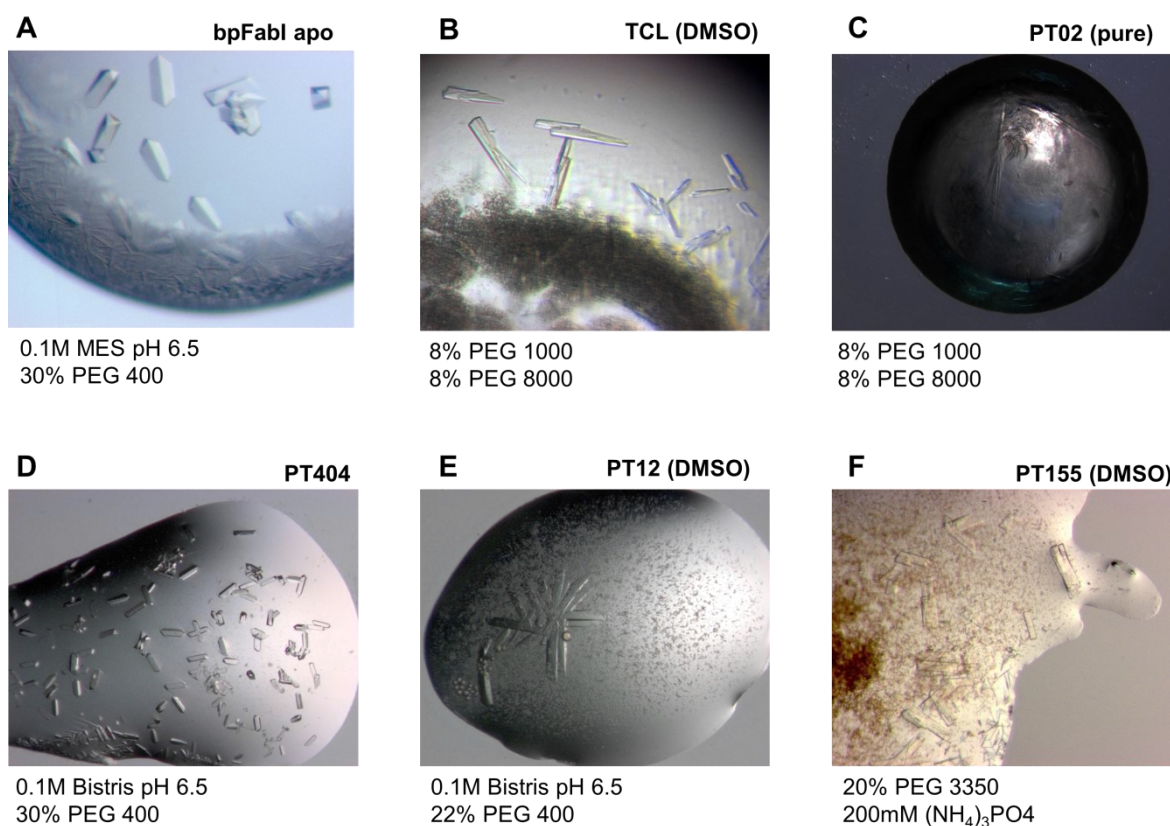 A
bpFabI apo
B
TCL (DMSO)
C
PT02 (pure)
0.1M MES pH 6.5
30% PEG 400
8% PEG 1000
8% PEG 8000
8% PEG 1000
8% PEG 8000
D
PT404
E
PT12 (DMSO)
F
PT155 (DMSO)
0.1M Bistris pH 6.5
30% PEG 400
0.1M Bistris pH 6.5
22% PEG 400
20% PEG 3350
200mM (NH₄)₃PO4